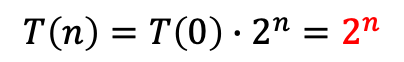 T(n) = T(0) · 2ⁿ = 2ⁿ